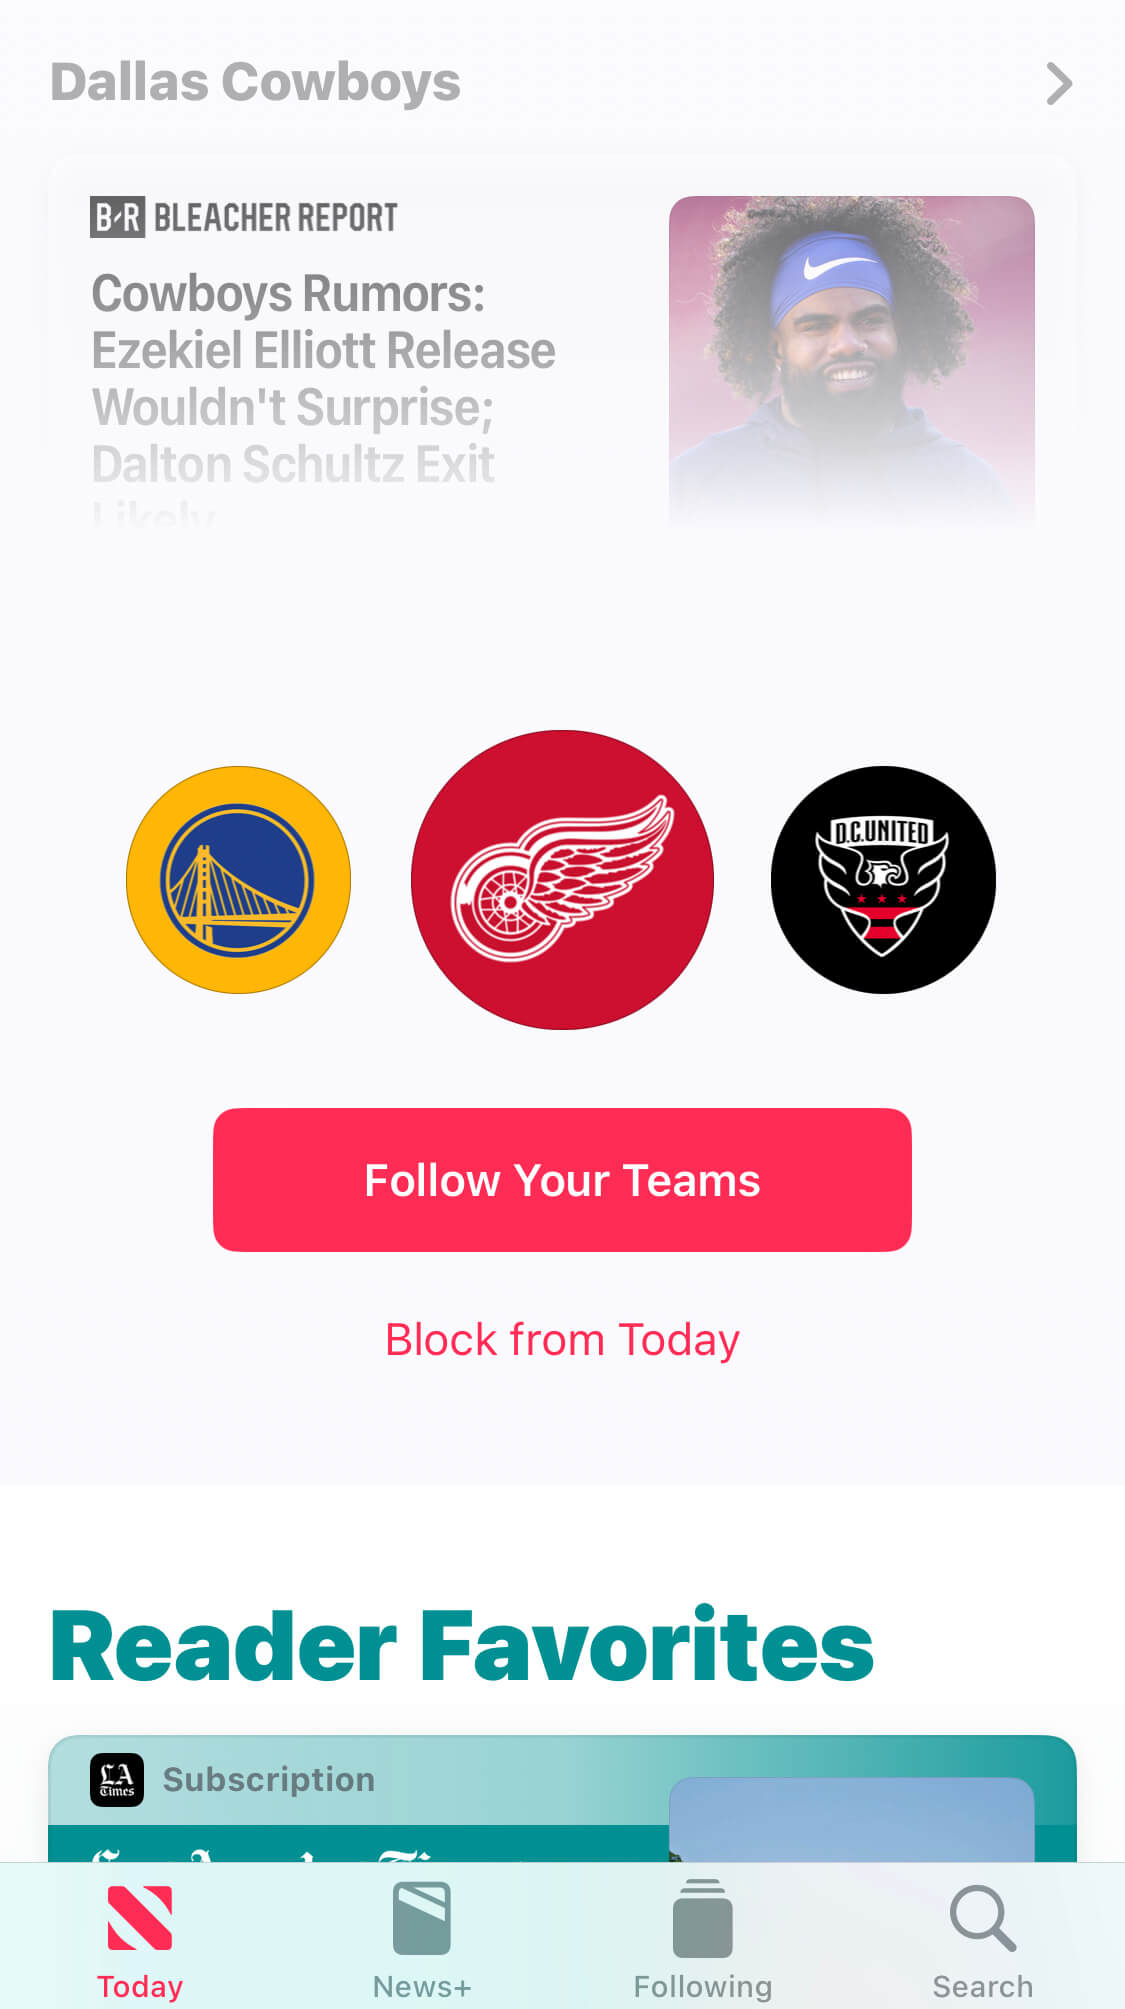 Dallas Cowboys
B/R BLEACHER REPORT
Cowboys Rumors:
Ezekiel Elliott Release
Wouldn't Surprise;
Dalton Schultz Exit
Likely
D.C.UNITED
Follow Your Teams
Block from Today
Reader Favorites
LA
Times
Subscription
Today
News+
Following
Search